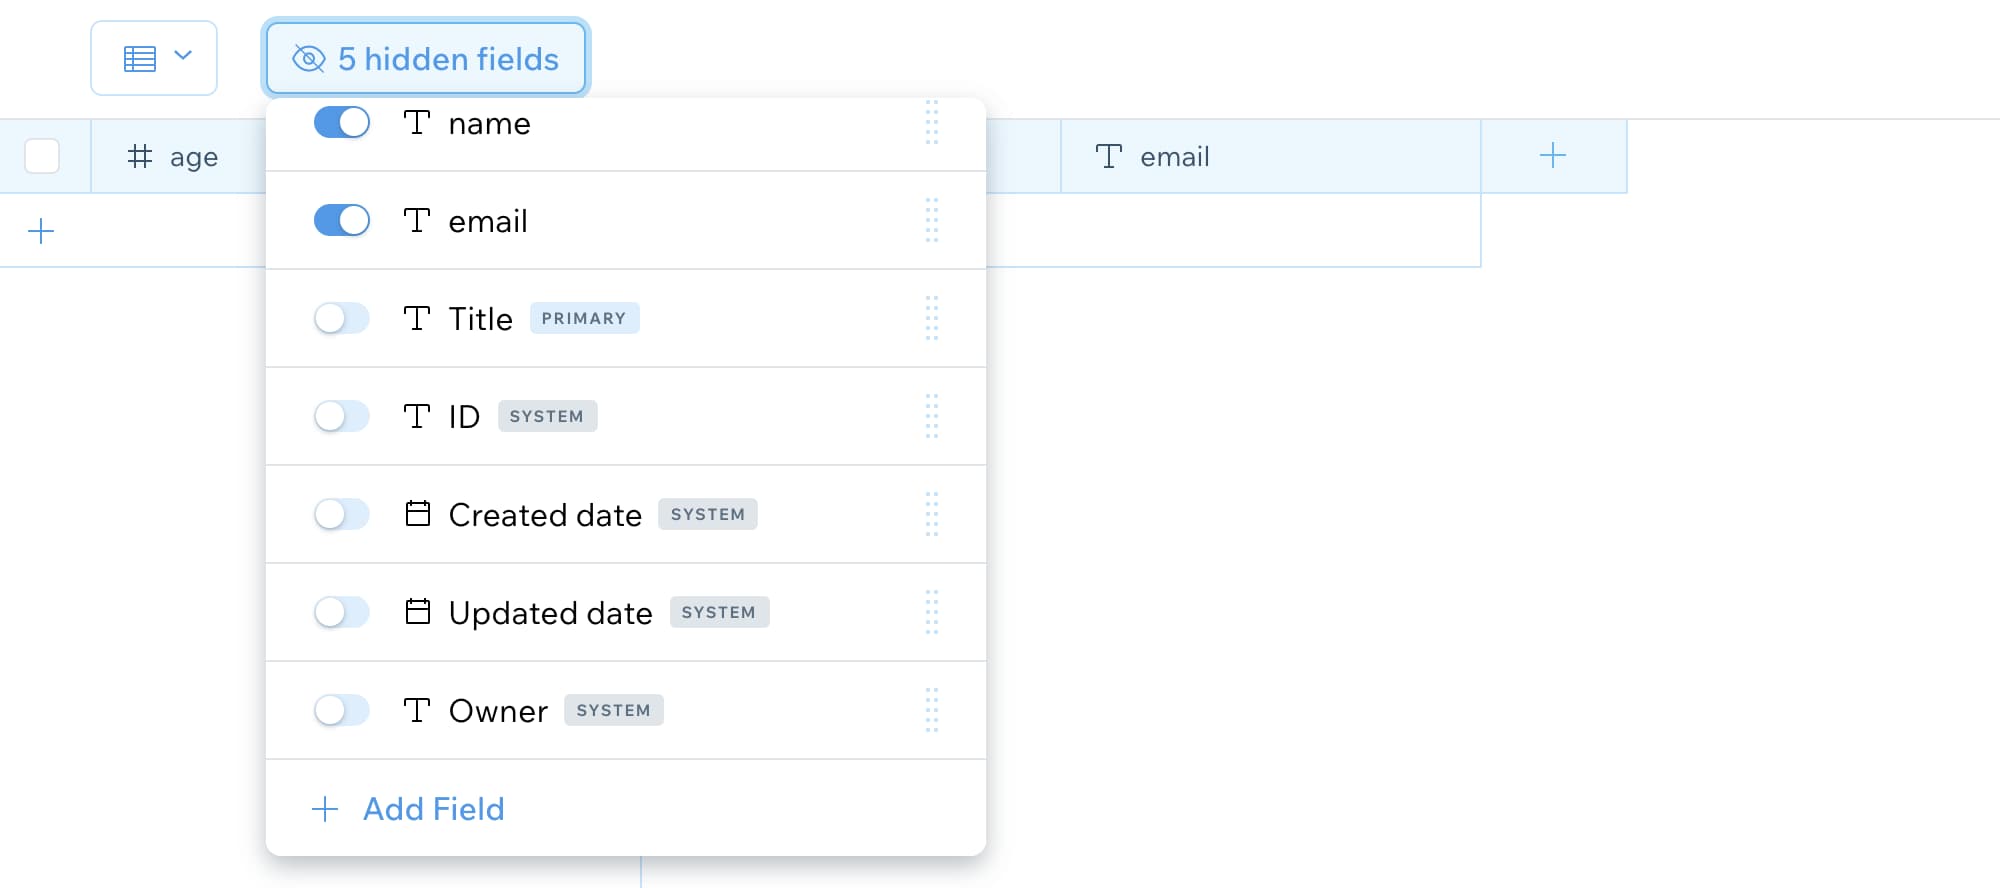 5 hidden fields
age
email
name
email
Title PRIMARY
ID SYSTEM
Created date SYSTEM
Updated date SYSTEM
Owner SYSTEM
Add Field